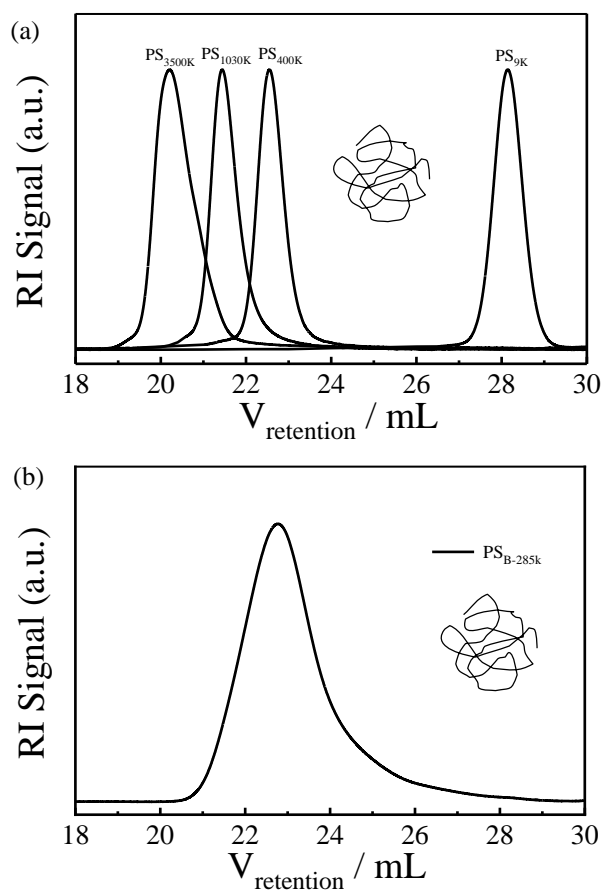 (a)
PS3500K PS1030K PS400K PS9K
RI Signal (a.u.)
18 20 22 24 26 28 30
Vretention / mL
(b)
PSB-285k
RI Signal (a.u.)
18 20 22 24 26 28 30
Vretention / mL